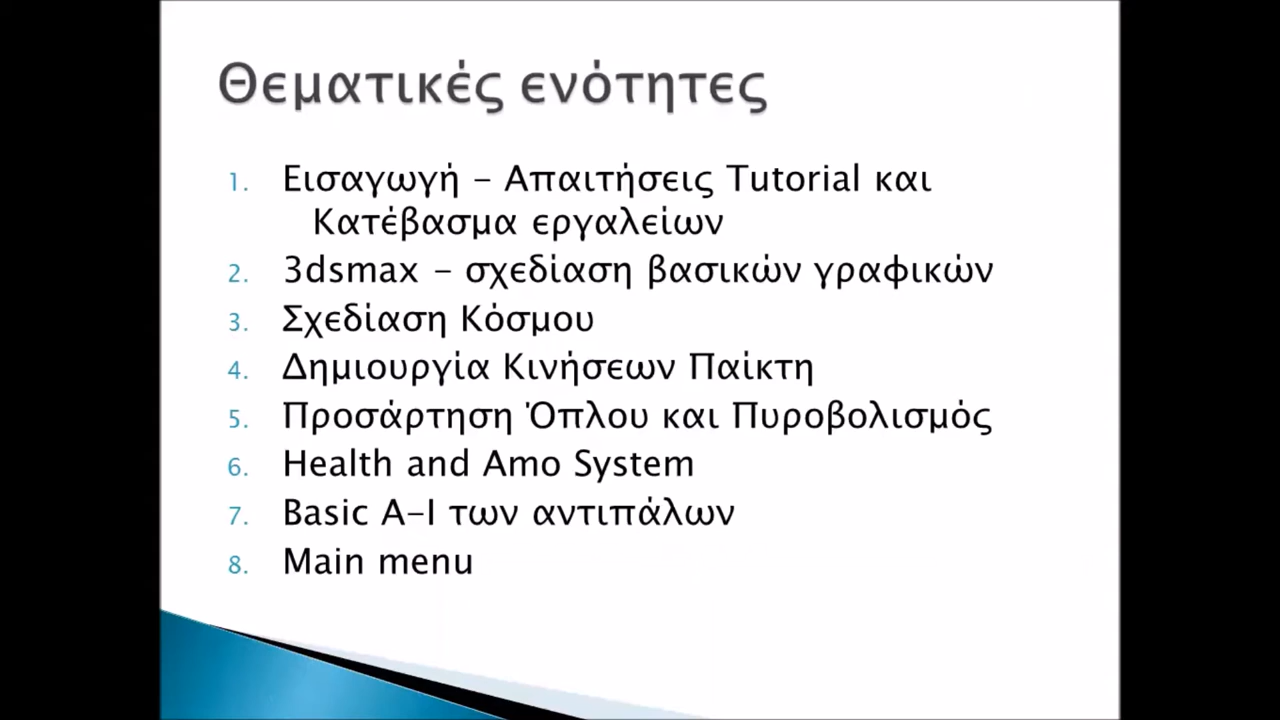 Θεματικές ενότητες
1. Εισαγωγή – Απαιτήσεις Tutorial και
Κατέβασμα εργαλείων
2. 3dsmax – σχεδίαση βασικών γραφικών
3. Σχεδίαση Κόσμου
4. Δημιουργία Κινήσεων Παίκτη
5. Προσάρτηση Όπλου και Πυροβολισμός
6. Health and Amo System
7. Basic A-I των αντιπάλων
8. Main menu